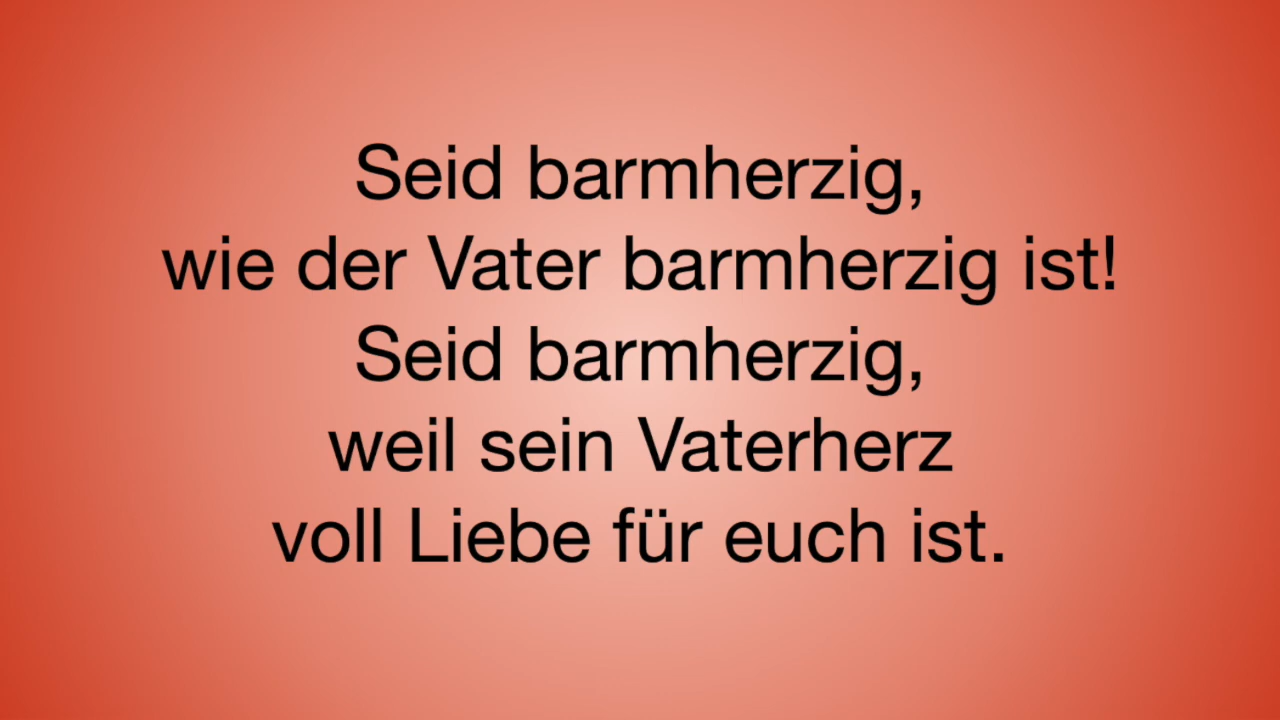 Seid barmherzig,
wie der Vater barmherzig ist!
Seid barmherzig,
weil sein Vaterherz
voll Liebe für euch ist.